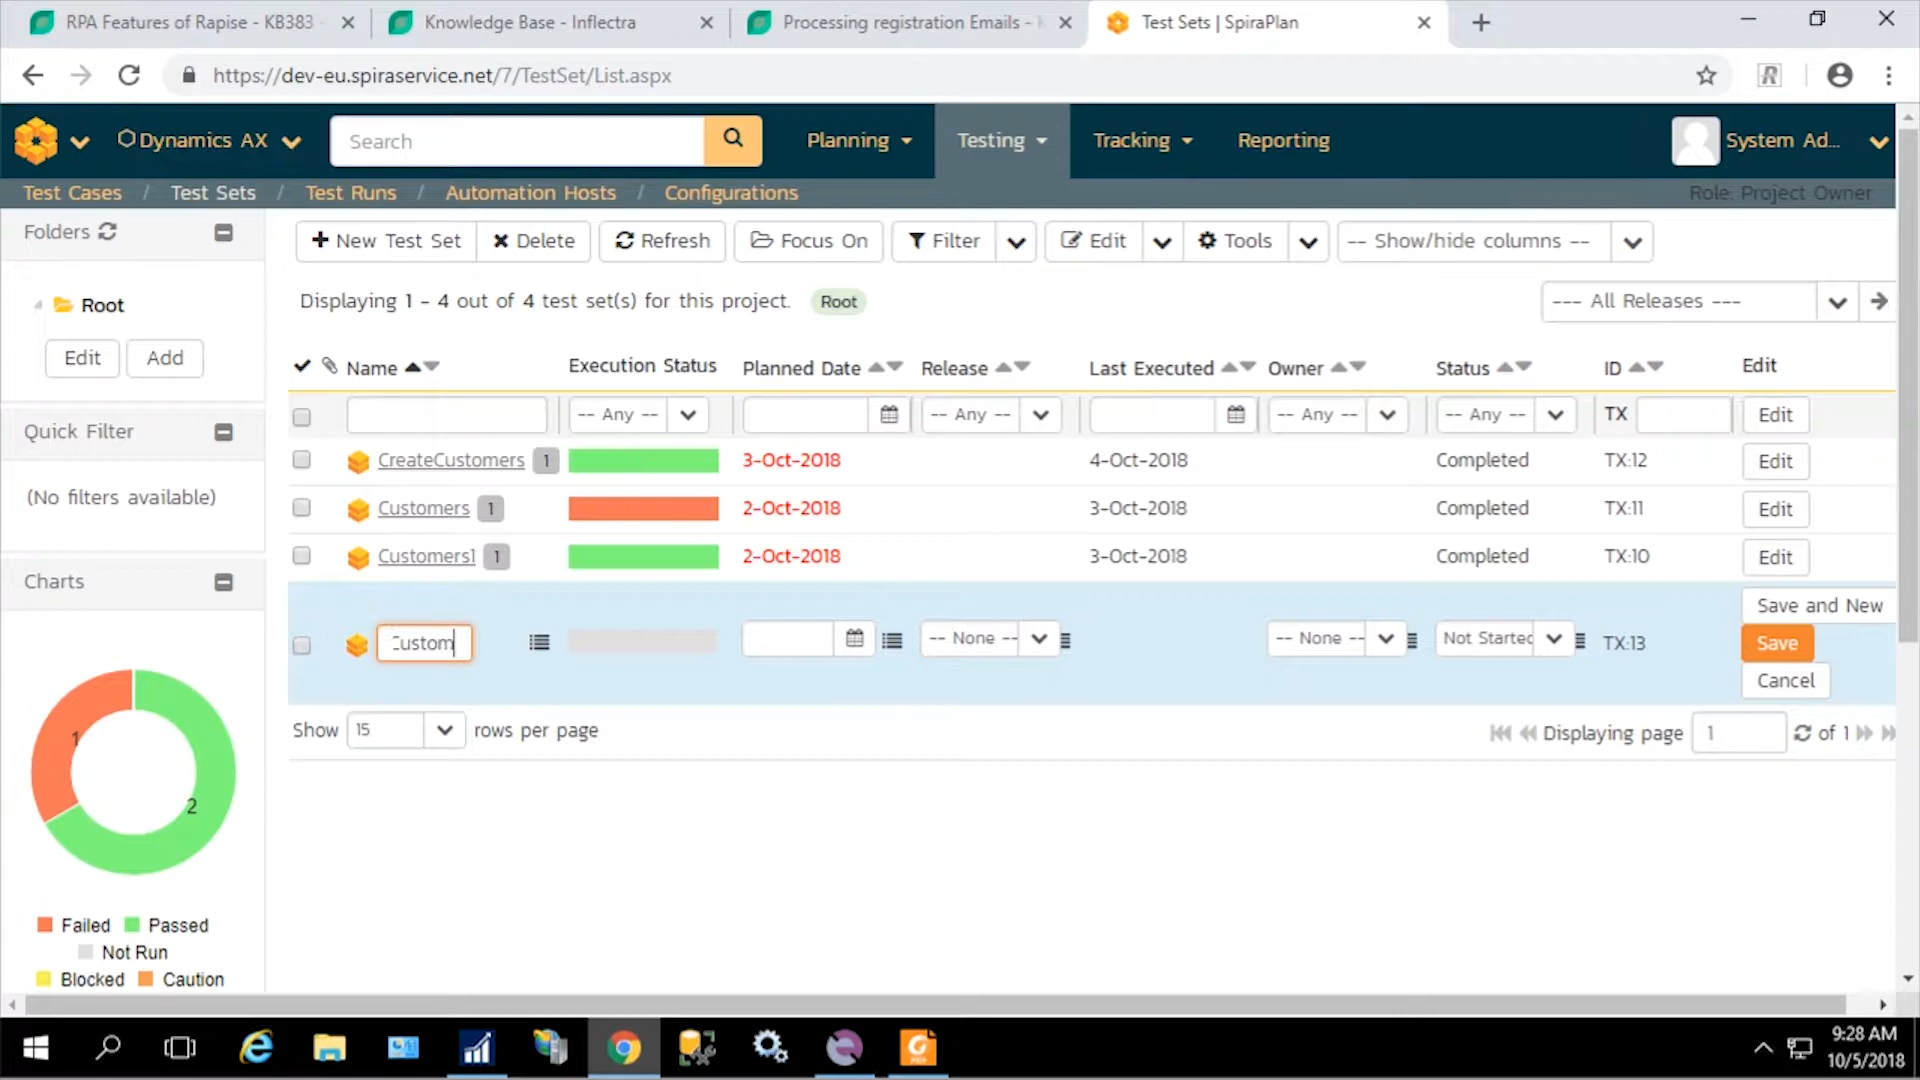 RPA Features of Rapise - KB383
Knowledge Base - Inflectra
Processing registration Emails -
Test Sets | SpiraPlan
https://dev-eu.spiraservice.net/7/TestSet/List.aspx
Dynamics AX
Search
Planning
Testing
Tracking
Reporting
System Ad...
Test Cases / Test Sets / Test Runs / Automation Hosts / Configurations
Role: Project Owner
Folders
New Test Set
Delete
Refresh
Focus On
Filter
Edit
Tools
-- Show/hide columns --
Root
Edit
Add
Displaying 1 - 4 out of 4 test set(s) for this project. Root
--- All Releases ---
Name Execution Status Planned Date Release Last Executed Owner Status ID Edit
-- Any -- -- Any -- -- Any -- -- Any -- TX Edit
Quick Filter
(No filters available)
CreateCustomers 1 3-Oct-2018 4-Oct-2018 Completed TX:12 Edit
Customers 1 2-Oct-2018 3-Oct-2018 Completed TX:11 Edit
Customers1 1 2-Oct-2018 3-Oct-2018 Completed TX:10 Edit
Save and New
Custom -- None -- -- None -- Not Started TX:13 Save
Cancel
Show 15 rows per page
Displaying page 1 of 1
Charts
1
2
Failed Passed
Not Run
Blocked Caution
9:28 AM
10/5/2018